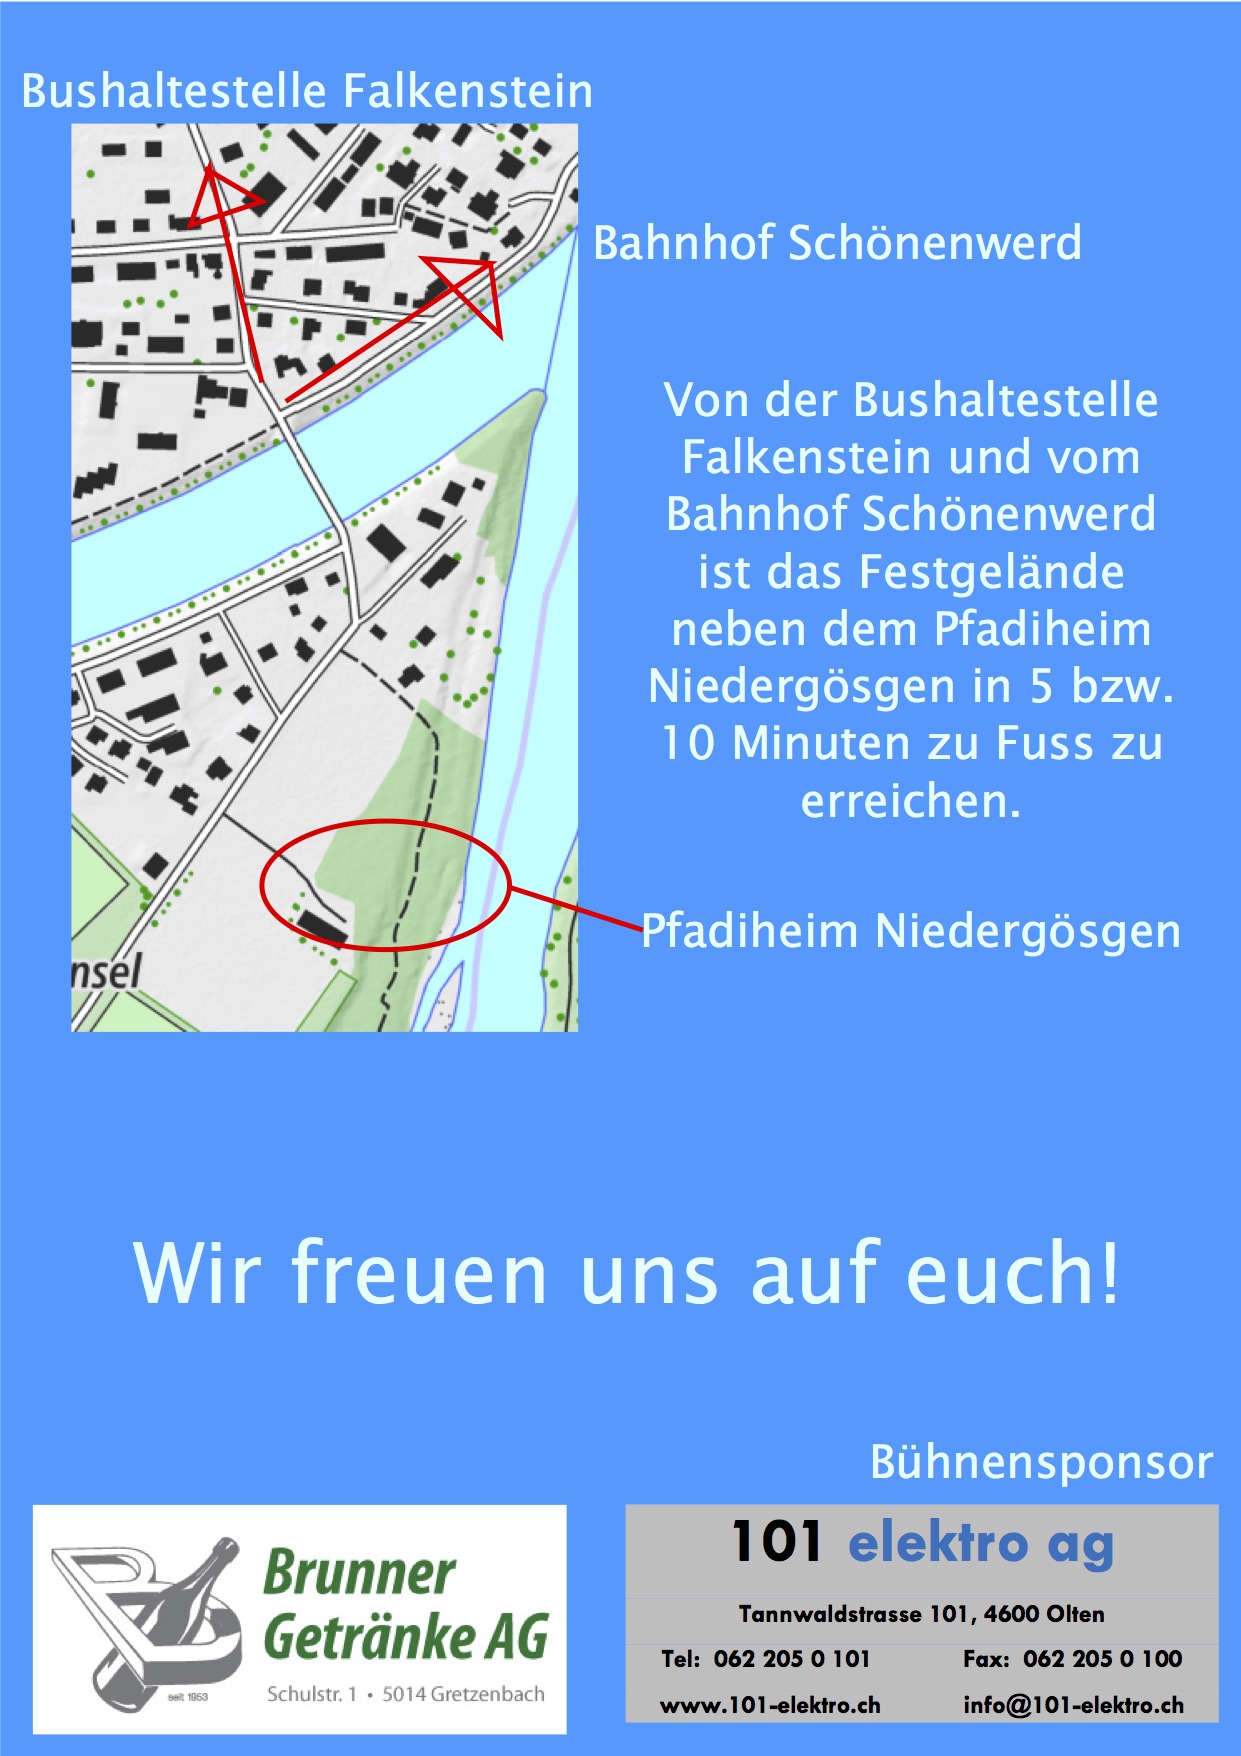 Bushaltestelle Falkenstein
Bahnhof Schönenwerd
Von der Bushaltestelle
Falkenstein und vom
Bahnhof Schönenwerd
ist das Festgelände
neben dem Pfadiheim
Niedergösgen in 5 bzw.
10 Minuten zu Fuss zu
erreichen.
Pfadiheim Niedergösgen
nsel
Wir freuen uns auf euch!
Bühnensponsor
Brunner
Getränke AG
seit 1953
Schulstr. 1 • 5014 Gretzenbach
101 elektro ag
Tannwaldstrasse 101, 4600 Olten
Tel: 062 205 0 101 Fax: 062 205 0 100
www.101-elektro.ch info@101-elektro.ch